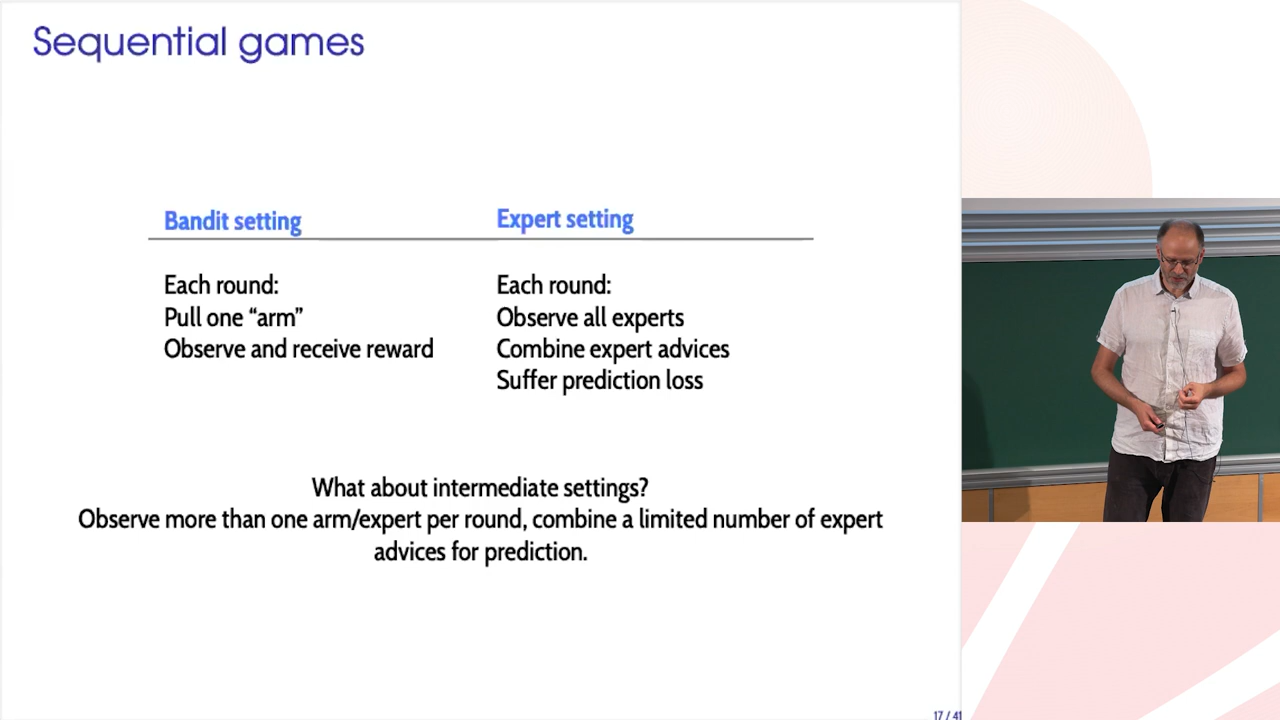 Sequential games
Bandit setting
Expert setting
Each round:
Pull one “arm”
Observe and receive reward
Each round:
Observe all experts
Combine expert advices
Suffer prediction loss
What about intermediate settings?
Observe more than one arm/expert per round, combine a limited number of expert
advices for prediction.
17 / 41